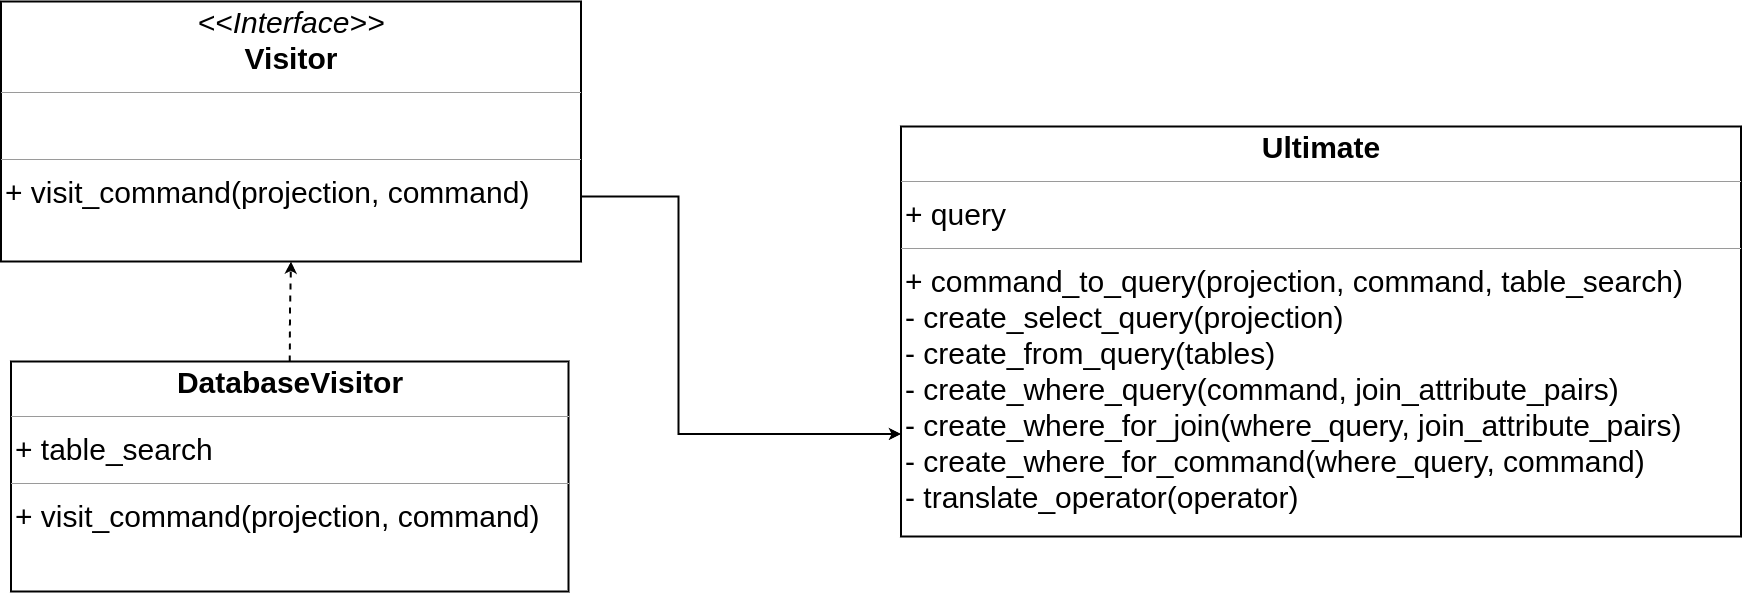 <<Interface>>
Visitor
+ visit_command(projection, command)
DatabaseVisitor
+ table_search
+ visit_command(projection, command)
Ultimate
+ query
+ command_to_query(projection, command, table_search)
- create_select_query(projection)
- create_from_query(tables)
- create_where_query(command, join_attribute_pairs)
- create_where_for_join(where_query, join_attribute_pairs)
- create_where_for_command(where_query, command)
- translate_operator(operator)